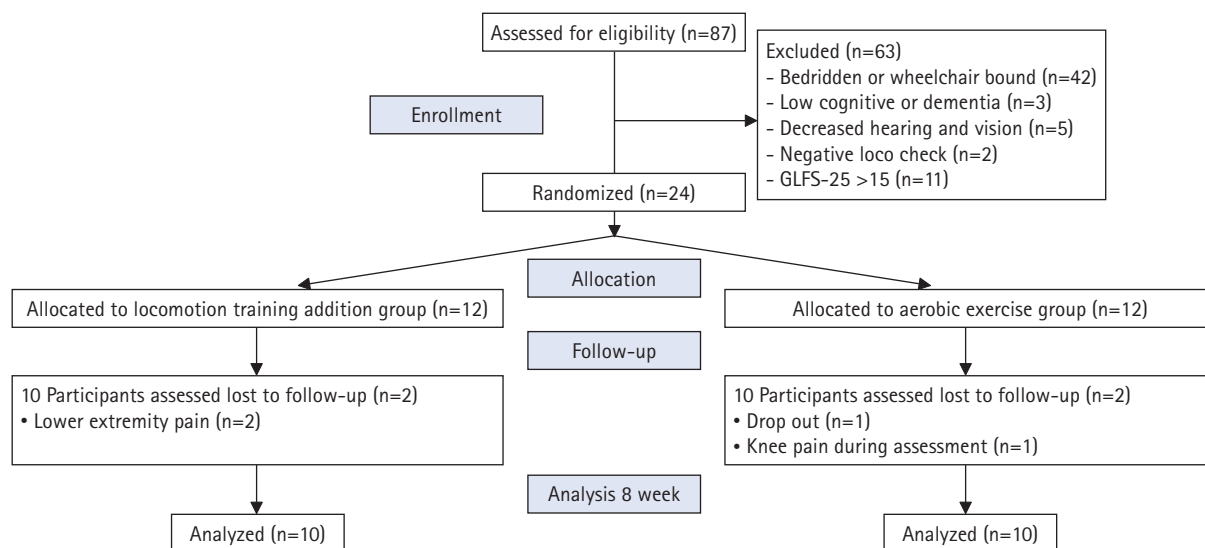 Assessed for eligibility (n=87)
Excluded (n=63)
- Bedridden or wheelchair bound (n=42)
- Low cognitive or dementia (n=3)
- Decreased hearing and vision (n=5)
- Negative loco check (n=2)
- GLFS-25 >15 (n=11)
Enrollment
Randomized (n=24)
Allocation
Allocated to locomotion training addition group (n=12)
Allocated to aerobic exercise group (n=12)
Follow-up
10 Participants assessed lost to follow-up (n=2)
• Lower extremity pain (n=2)
10 Participants assessed lost to follow-up (n=2)
• Drop out (n=1)
• Knee pain during assessment (n=1)
Analysis 8 week
Analyzed (n=10)
Analyzed (n=10)